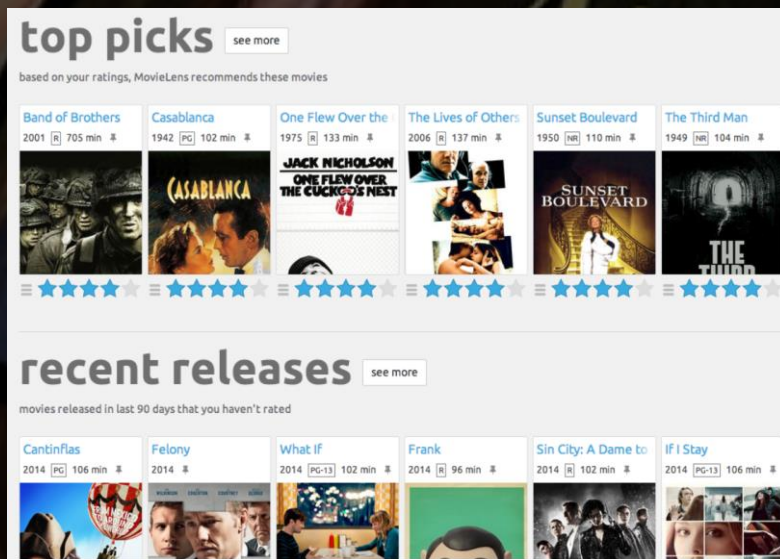 top picks see more
based on your ratings, MovieLens recommends these movies
Band of Brothers
2001 R 705 min
Casablanca
1942 PG 102 min
CASABLANCA
One Flew Over the
1975 R 133 min
JACK NICHOLSON
ONE FLEW OVER
THE CUCKOO'S NEST
The Lives of Others
2006 R 137 min
Sunset Boulevard
1950 NR 110 min
SUNSET
BOULEVARD
The Third Man
1949 NR 104 min
THE
THIRD
recent releases see more
movies released in last 90 days that you haven't rated
Cantinflas
2014 PG 106 min
Felony
2014
WILKINSON EDGERTON COURTNEY
What If
2014 PG-13 102 min
Frank
2014 R 96 min
Sin City: A Dame to
2014 R 102 min
If I Stay
2014 PG-13 106 min